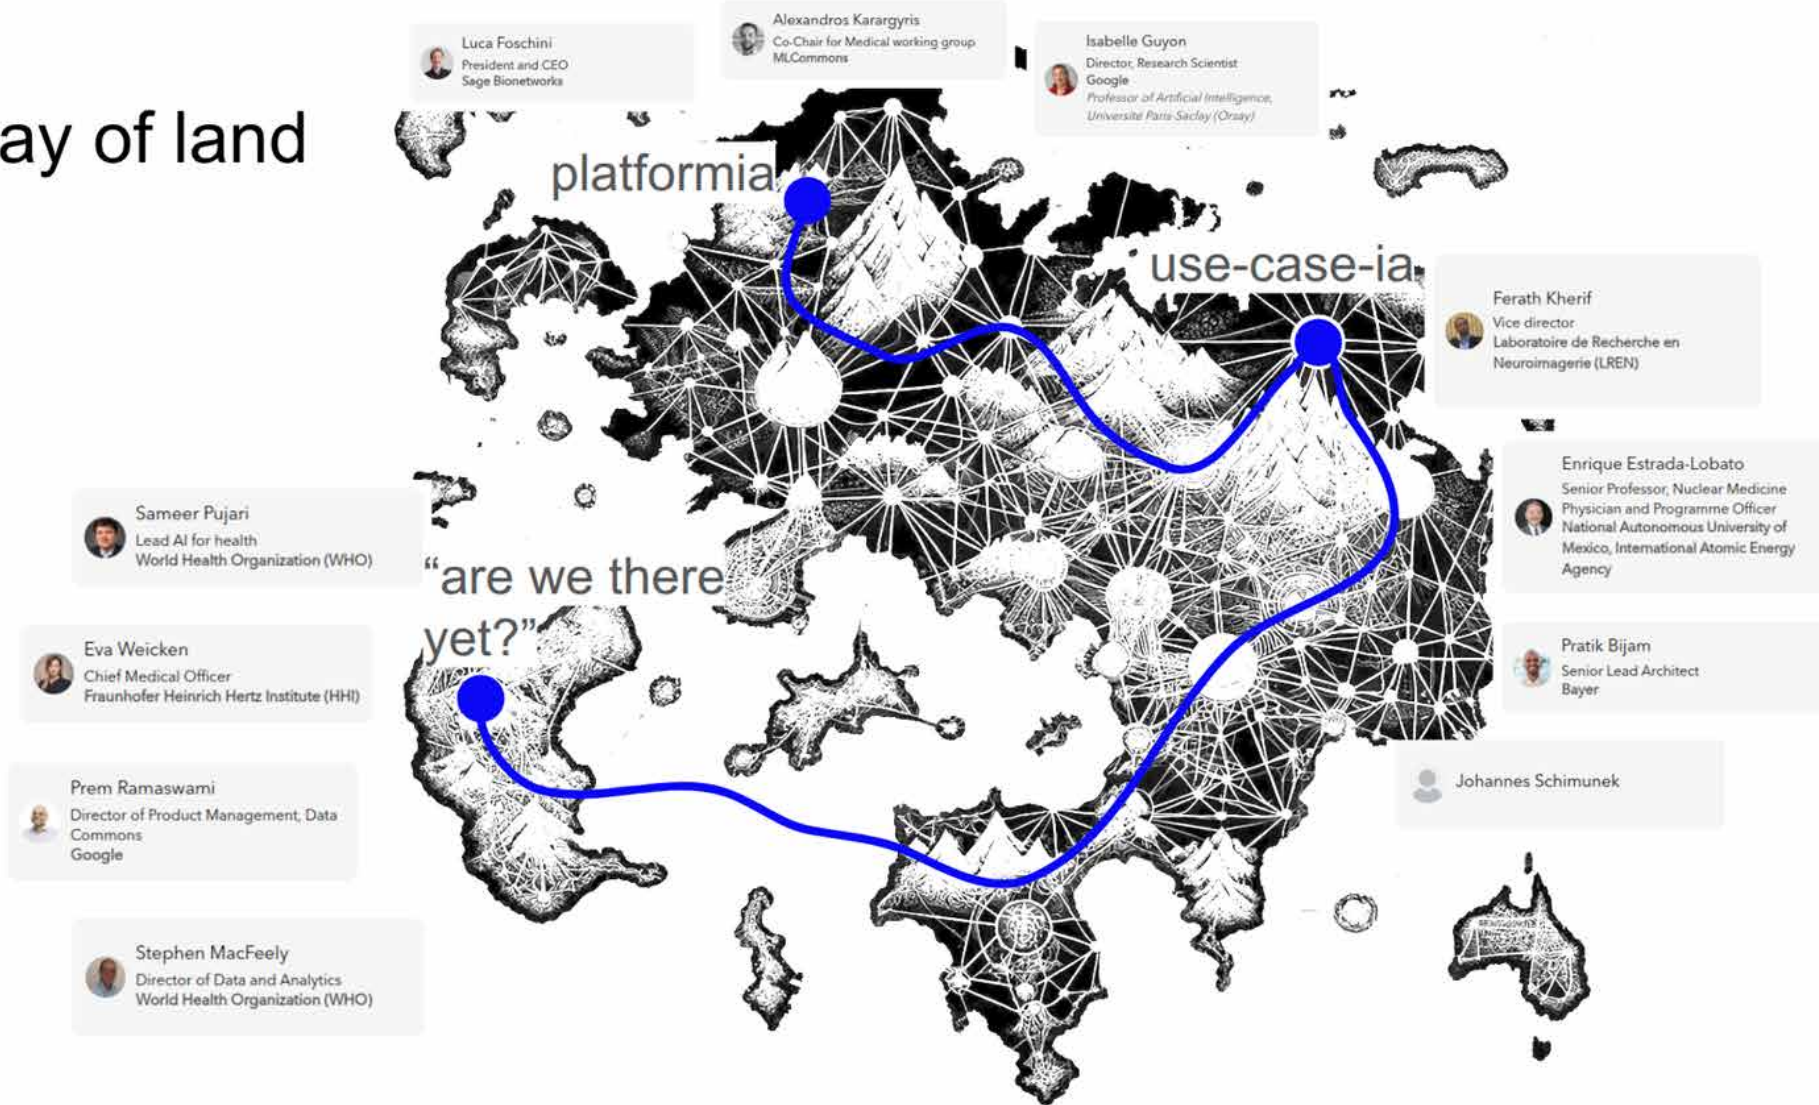 ay of land
Luca Foschini
President and CEO
Sage Bionetworks
Alexandros Karargyris
Co-Chair for Medical working group
MLCommons
Isabelle Guyon
Director, Research Scientist
Google
Professor of Artificial Intelligence,
Université Paris-Saclay (Orsay)
platformia
use-case-ia
Ferath Kherif
Vice director
Laboratoire de Recherche en
Neuroimagerie (LREN)
Enrique Estrada-Lobato
Senior Professor, Nuclear Medicine
Physician and Programme Officer
National Autonomous University of
Mexico, International Atomic Energy
Agency
Pratik Bijam
Senior Lead Architect
Bayer
Johannes Schimunek
“are we there
yet?”
Sameer Pujari
Lead AI for health
World Health Organization (WHO)
Eva Weicken
Chief Medical Officer
Fraunhofer Heinrich Hertz Institute (HHI)
Prem Ramaswami
Director of Product Management, Data
Commons
Google
Stephen MacFeely
Director of Data and Analytics
World Health Organization (WHO)